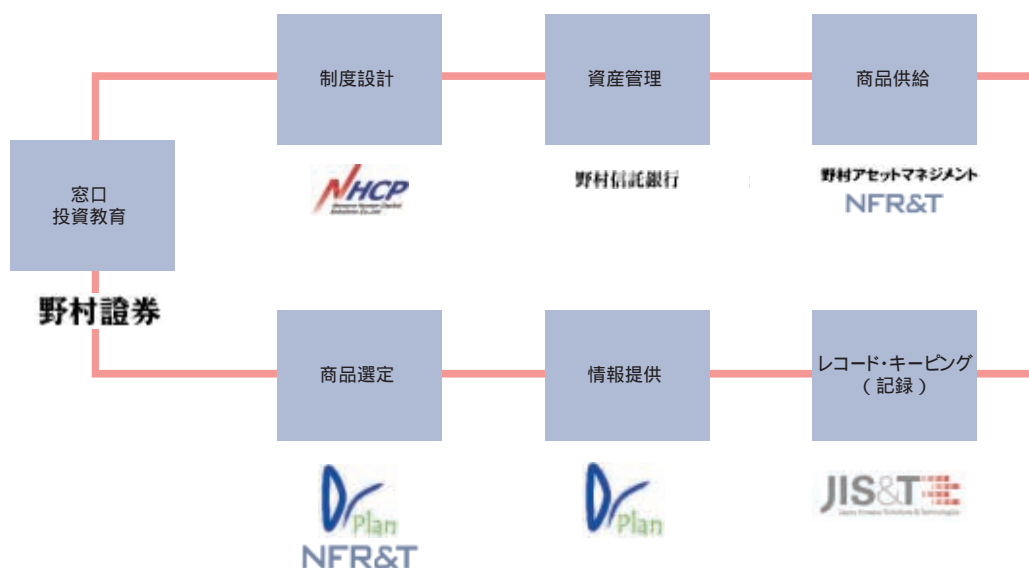 制度設計
資産管理
商品供給
窓口
投資教育
NHCP
野村信託銀行
野村アセットマネジメント
NFR&T
野村證券
商品選定
情報提供
レコード・キーピング
（記録）
Dr
Plan
NFR&T
Dr
Plan
JIS&T